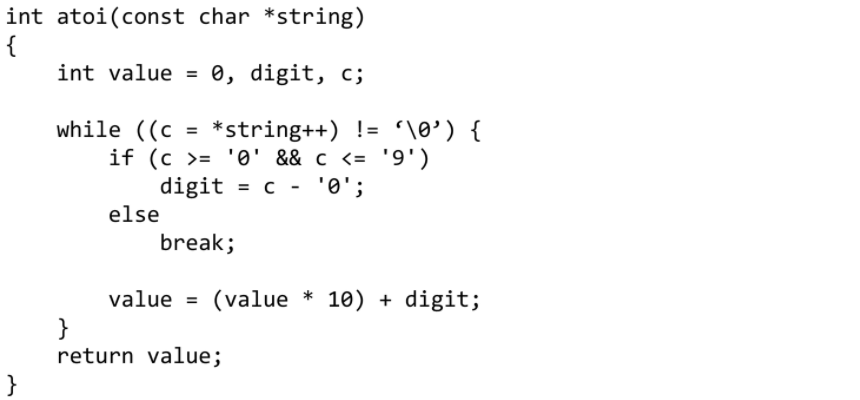 int atoi(const char *string)
{
    int value = 0, digit, c;

    while ((c = *string++) != ‘\0’) {
        if (c >= '0' && c <= '9')
            digit = c - '0';
        else
            break;

        value = (value * 10) + digit;
    }
    return value;
}